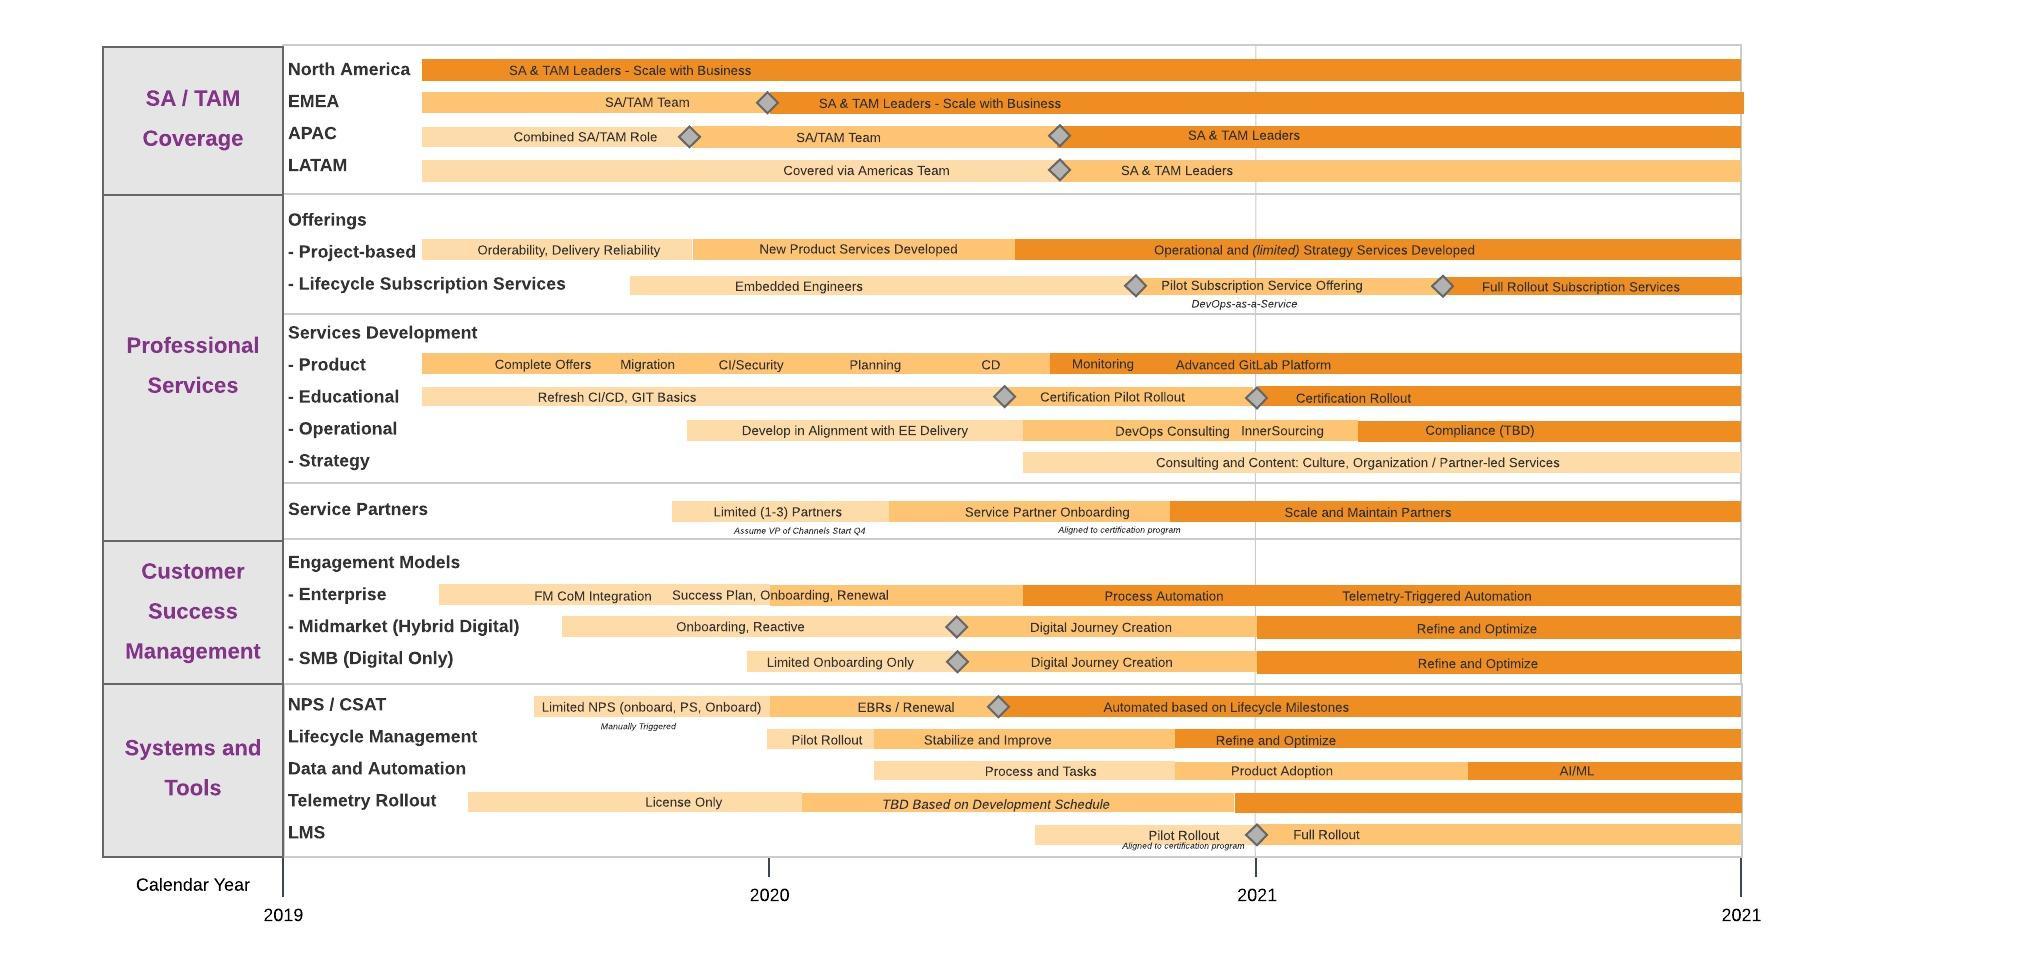 SA / TAM
Coverage
North America
SA & TAM Leaders - Scale with Business
EMEA
SA/TAM Team
SA & TAM Leaders - Scale with Business
APAC
Combined SA/TAM Role
SA/TAM Team
SA & TAM Leaders
LATAM
Covered via Americas Team
SA & TAM Leaders
Professional
Services
Offerings
- Project-based
Orderability, Delivery Reliability
New Product Services Developed
Operational and (limited) Strategy Services Developed
- Lifecycle Subscription Services
Embedded Engineers
Pilot Subscription Service Offering
DevOps-as-a-Service
Full Rollout Subscription Services
Services Development
- Product
Complete Offers
Migration
CI/Security
Planning
CD
Monitoring
Advanced GitLab Platform
- Educational
Refresh CI/CD, GIT Basics
Certification Pilot Rollout
Certification Rollout
- Operational
Develop in Alignment with EE Delivery
DevOps Consulting
InnerSourcing
Compliance (TBD)
- Strategy
Consulting and Content: Culture, Organization / Partner-led Services
Service Partners
Limited (1-3) Partners
Assume VP of Channels Start Q4
Service Partner Onboarding
Aligned to certification program
Scale and Maintain Partners
Customer
Success
Management
Engagement Models
- Enterprise
FM CoM Integration
Success Plan, Onboarding, Renewal
Process Automation
Telemetry-Triggered Automation
- Midmarket (Hybrid Digital)
Onboarding, Reactive
Digital Journey Creation
Refine and Optimize
- SMB (Digital Only)
Limited Onboarding Only
Digital Journey Creation
Refine and Optimize
Systems and
Tools
NPS / CSAT
Limited NPS (onboard, PS, Onboard)
Manually Triggered
EBRs / Renewal
Automated based on Lifecycle Milestones
Lifecycle Management
Pilot Rollout
Stabilize and Improve
Refine and Optimize
Data and Automation
Process and Tasks
Product Adoption
AI/ML
Telemetry Rollout
License Only
TBD Based on Development Schedule
LMS
Pilot Rollout
Aligned to certification program
Full Rollout
Calendar Year
2019
2020
2021
2021